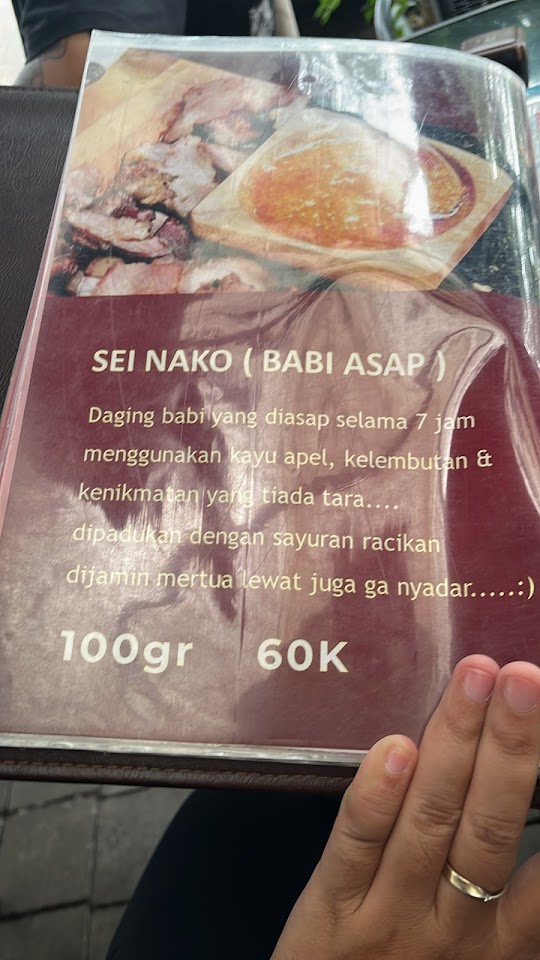 SEI NAKO ( BABI ASAP )
Daging babi yang diasap selama 7 jam
menggunakan kayu apel, kelembutan &
kenikmatan yang tiada tara....
dipadukan dengan sayuran racikan
dijamin mertua lewat juga ga nyadar.....:)
100gr 60K